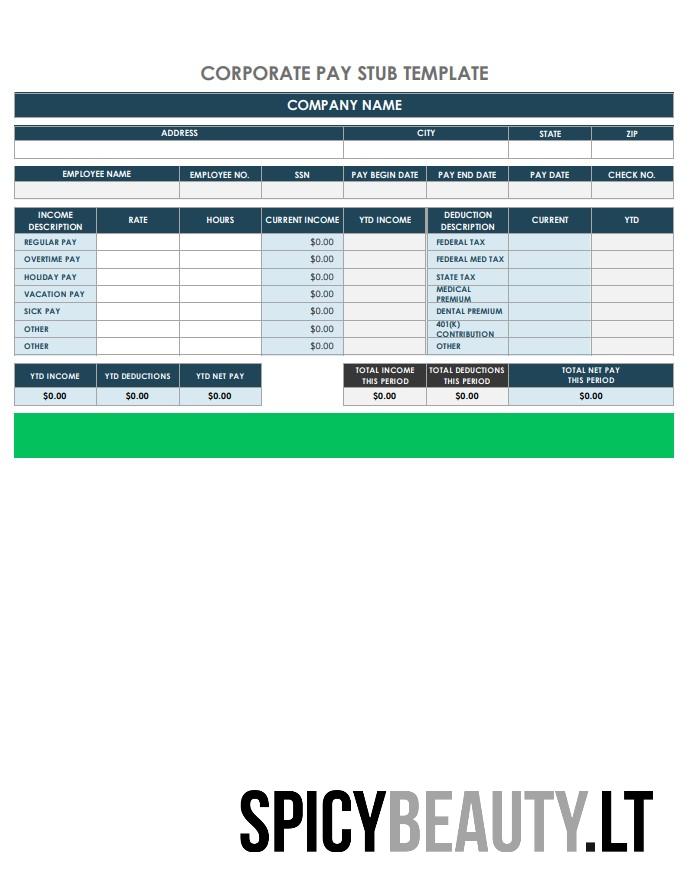 CORPORATE PAY STUB TEMPLATE
COMPANY NAME
ADDRESS CITY STATE ZIP
EMPLOYEE NAME EMPLOYEE NO. SSN PAY BEGIN DATE PAY END DATE PAY DATE CHECK NO.
INCOME DESCRIPTION RATE HOURS CURRENT INCOME YTD INCOME DEDUCTION DESCRIPTION CURRENT YTD
REGULAR PAY $0.00 FEDERAL TAX
OVERTIME PAY $0.00 FEDERAL MED TAX
HOLIDAY PAY $0.00 STATE TAX
VACATION PAY $0.00 MEDICAL PREMIUM
SICK PAY $0.00 DENTAL PREMIUM
OTHER $0.00 401(K) CONTRIBUTION
OTHER $0.00 OTHER
YTD INCOME YTD DEDUCTIONS YTD NET PAY TOTAL INCOME THIS PERIOD TOTAL DEDUCTIONS THIS PERIOD TOTAL NET PAY THIS PERIOD
$0.00 $0.00 $0.00 $0.00 $0.00 $0.00
SPICYBEAUTY.LT